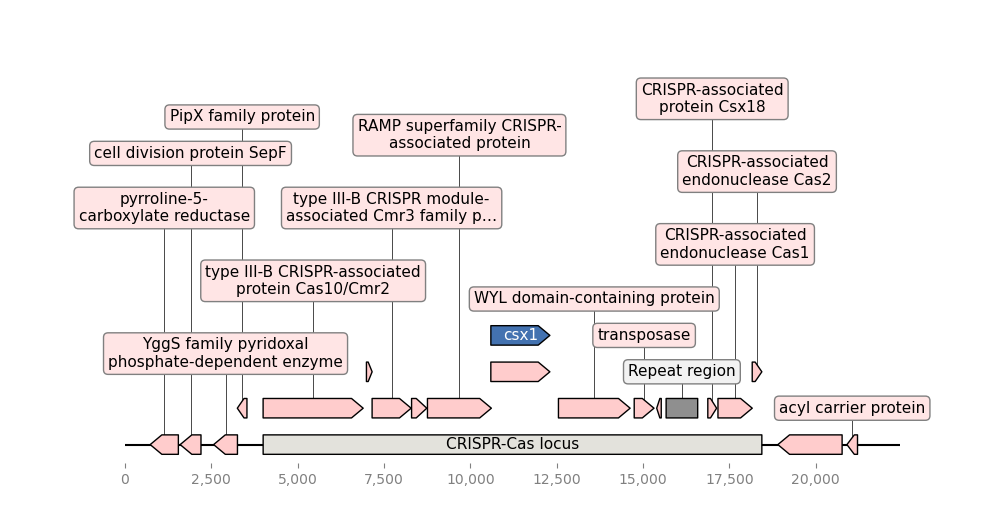 CRISPR-associated
protein Csx18
PipX family protein
RAMP superfamily CRISPR-
associated protein
cell division protein SepF
CRISPR-associated
endonuclease Cas2
pyrroline-5-
carboxylate reductase
type III-B CRISPR module-
associated Cmr3 family p...
CRISPR-associated
endonuclease Cas1
type III-B CRISPR-associated
protein Cas10/Cmr2
WYL domain-containing protein
csx1
transposase
YggS family pyridoxal
phosphate-dependent enzyme
Repeat region
acyl carrier protein
CRISPR-Cas locus
0
2,500
5,000
7,500
10,000
12,500
15,000
17,500
20,000